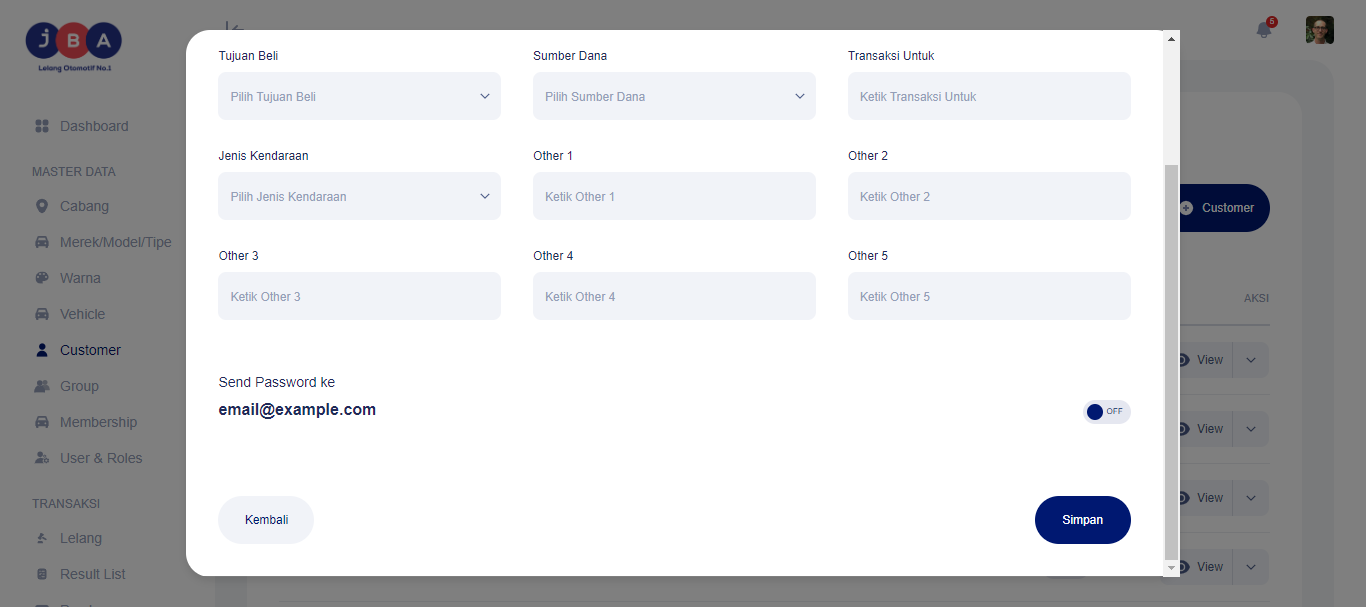 JBA
Lelang Otomotif No.1
6
Dashboard
MASTER DATA
Cabang
Merek/Model/Tipe
Warna
Vehicle
Customer
Group
Membership
User & Roles
TRANSAKSI
Lelang
Result List
Tujuan Beli
Sumber Dana
Transaksi Untuk
Pilih Tujuan Beli
Pilih Sumber Dana
Ketik Transaksi Untuk
Jenis Kendaraan
Other 1
Other 2
Pilih Jenis Kendaraan
Ketik Other 1
Ketik Other 2
Other 3
Other 4
Other 5
Ketik Other 3
Ketik Other 4
Ketik Other 5
Send Password ke
email@example.com
OFF
Kembali
Simpan
Customer
AKSI
View
View
View
View